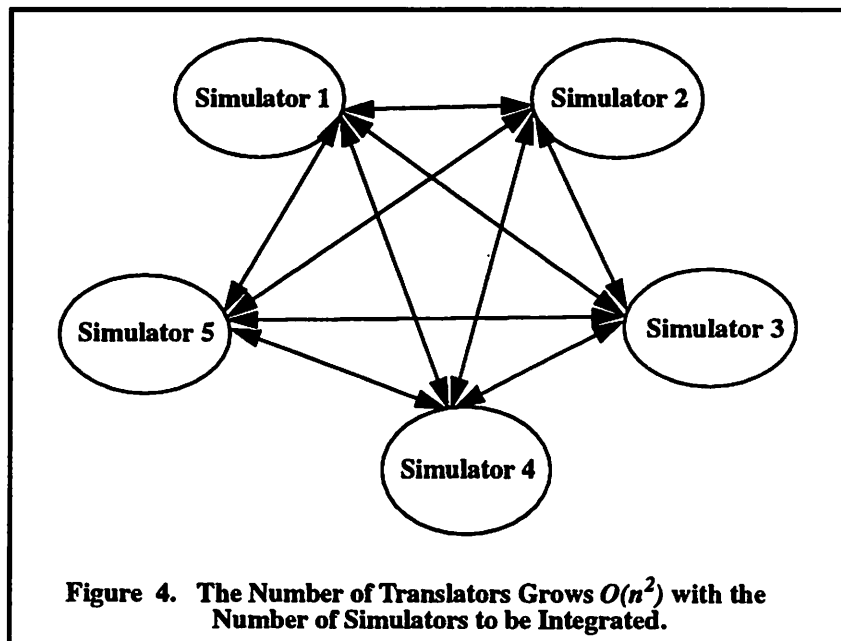 Simulator 1
Simulator 2
Simulator 5
Simulator 3
Simulator 4
Figure 4. The Number of Translators Grows O(n²) with the
Number of Simulators to be Integrated.